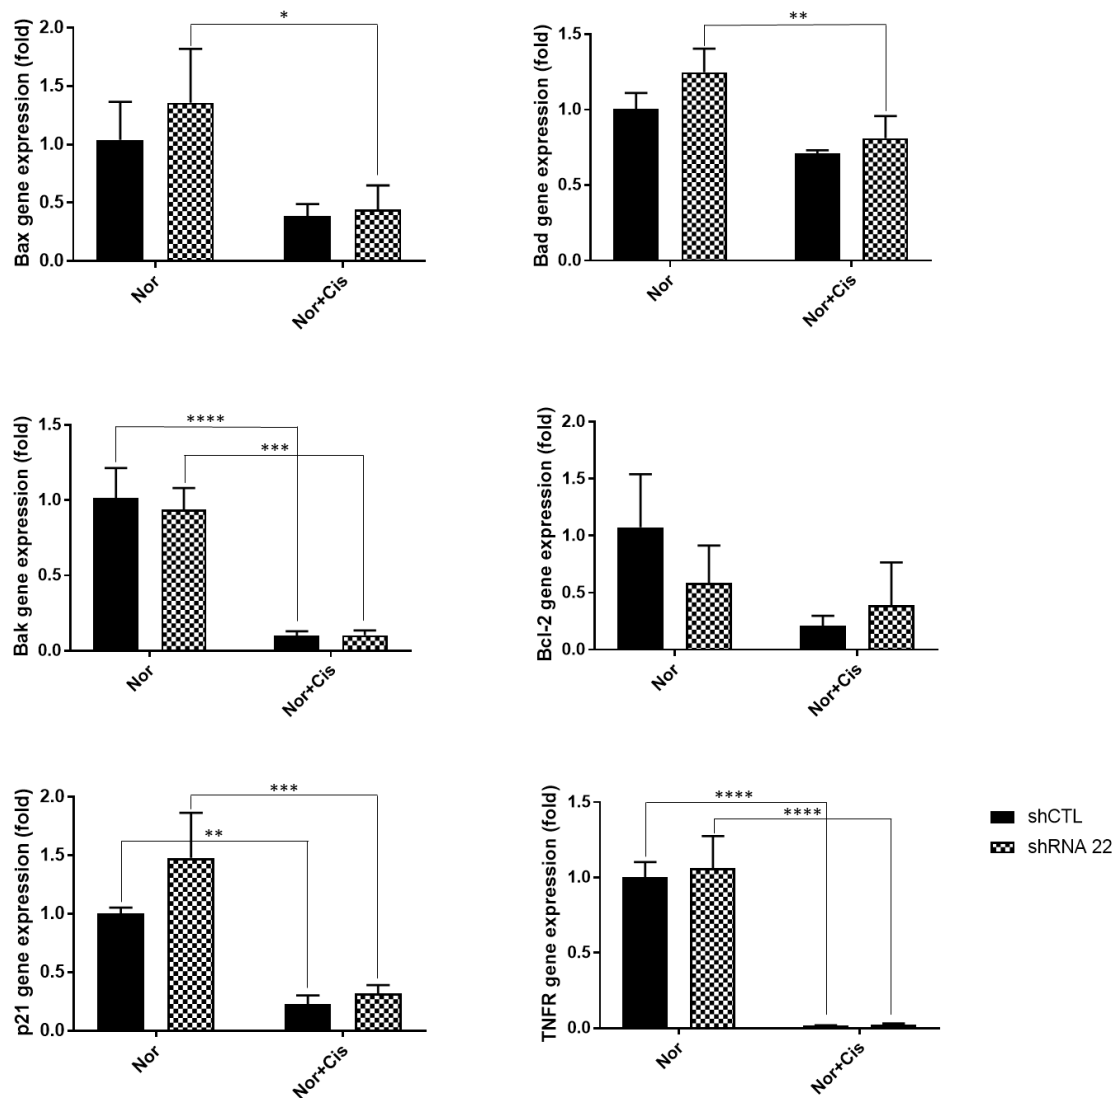 Bax gene expression (fold)
2.0
1.5
1.0
0.5
0.0
*
Nor
Nor+Cis
Bad gene expression (fold)
1.5
1.0
0.5
0.0
**
Nor
Nor+Cis
Bak gene expression (fold)
1.5
1.0
0.5
0.0
****
***
Nor
Nor+Cis
Bcl-2 gene expression (fold)
2.0
1.5
1.0
0.5
0.0
Nor
Nor+Cis
p21 gene expression (fold)
2.0
1.5
1.0
0.5
0.0
***
**
Nor
Nor+Cis
TNFR gene expression (fold)
1.5
1.0
0.5
0.0
****
****
Nor
Nor+Cis
shCTL
shRNA 22